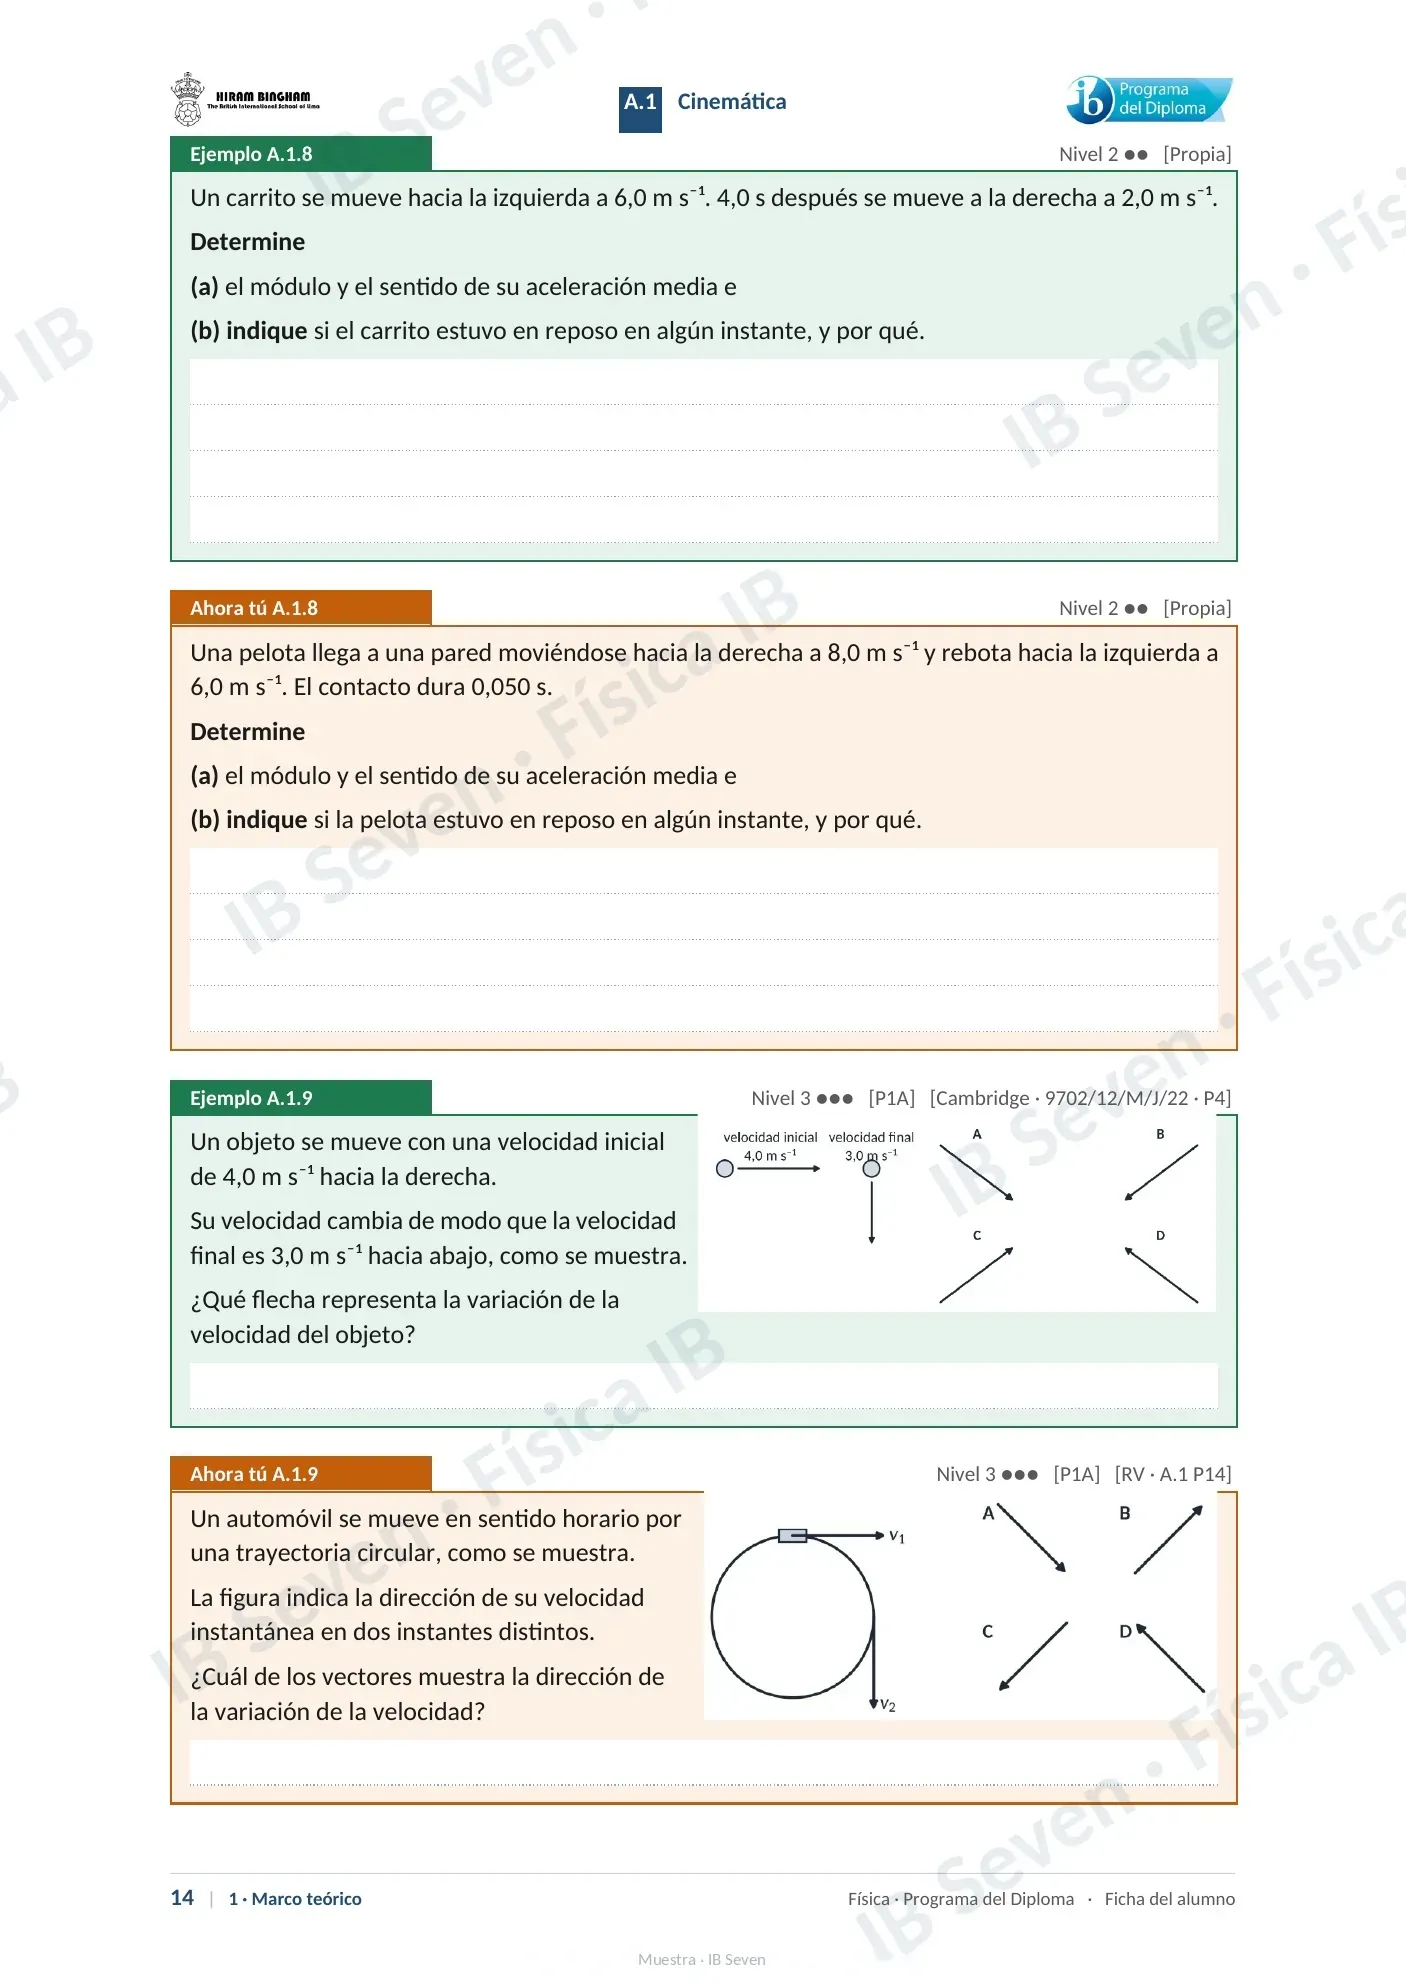 HIRAM BINGHAM
The British International School of Lima
A.1 Cinemática
Programa
del Diploma
Ejemplo A.1.8
Nivel 2 ●● [Propia]
Un carrito se mueve hacia la izquierda a 6,0 m s⁻¹. 4,0 s después se mueve a la derecha a 2,0 m s⁻¹.
Determine
(a) el módulo y el sentido de su aceleración media e
(b) indique si el carrito estuvo en reposo en algún instante, y por qué.
Ahora tú A.1.8
Nivel 2 ●● [Propia]
Una pelota llega a una pared moviéndose hacia la derecha a 8,0 m s⁻¹ y rebota hacia la izquierda a
6,0 m s⁻¹. El contacto dura 0,050 s.
Determine
(a) el módulo y el sentido de su aceleración media e
(b) indique si la pelota estuvo en reposo en algún instante, y por qué.
Ejemplo A.1.9
Nivel 3 ●●● [P1A] [Cambridge · 9702/12/M/J/22 · P4]
Un objeto se mueve con una velocidad inicial
de 4,0 m s⁻¹ hacia la derecha.
Su velocidad cambia de modo que la velocidad
final es 3,0 m s⁻¹ hacia abajo, como se muestra.
¿Qué flecha representa la variación de la
velocidad del objeto?
velocidad inicial velocidad final
4,0 m s⁻¹ 3,0 m s⁻¹
A B
C D
Ahora tú A.1.9
Nivel 3 ●●● [P1A] [RV · A.1 P14]
Un automóvil se mueve en sentido horario por
una trayectoria circular, como se muestra.
La figura indica la dirección de su velocidad
instantánea en dos instantes distintos.
¿Cuál de los vectores muestra la dirección de
la variación de la velocidad?
v₁
v₂
A B
C D
14 | 1 · Marco teórico
Física · Programa del Diploma · Ficha del alumno
Muestra · IB Seven
IB Seven · Física IB